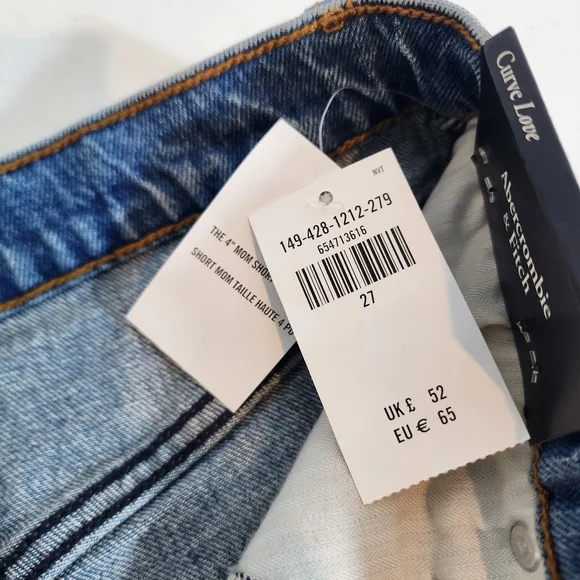 Curve Love
Abercrombie
& Fitch
NVT
149-428-1212-279
654713616
27
UK £ 52
EU € 65
THE 4" MOM SHORT
SHORT MOM TAILLE HAUTE 4 PO